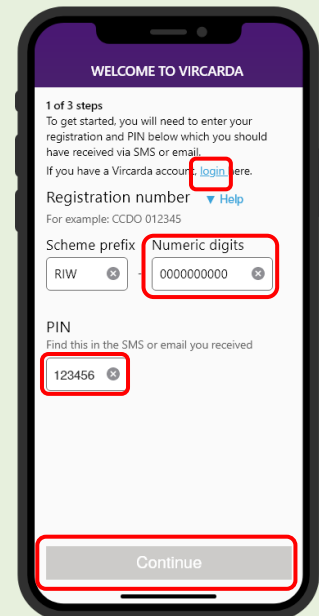 WELCOME TO VIRCARDA
1 of 3 steps
To get started, you will need to enter your
registration and PIN below which you should
have received via SMS or email.
If you have a Vircarda account, login here.
Registration number ▼ Help
For example: CCDO 012345
Scheme prefix Numeric digits
RIW - 0000000000
PIN
Find this in the SMS or email you received
123456
Continue